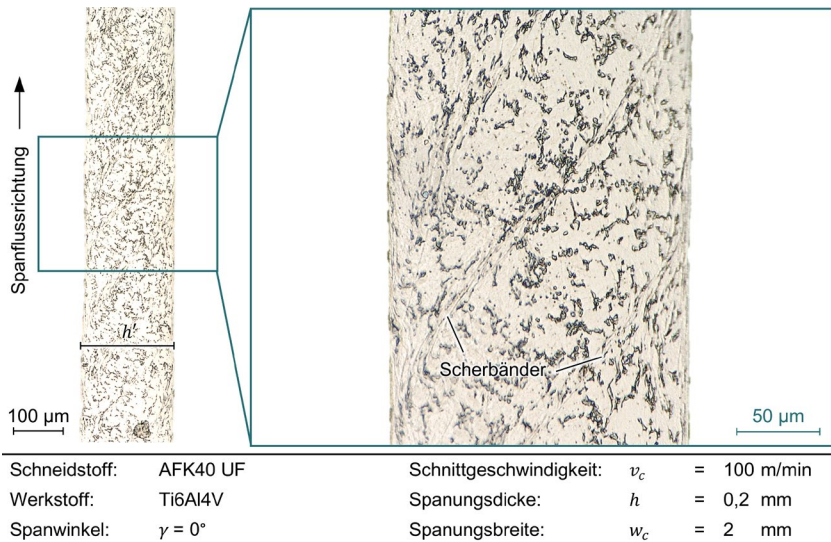 Spanflussrichtung
h'
100 µm
Scherbänder
50 µm
Schneidstoff: AFK40 UF
Schnittgeschwindigkeit: v_c = 100 m/min
Werkstoff: Ti6Al4V
Spanungsdicke: h = 0,2 mm
Spanwinkel: γ = 0°
Spanungsbreite: w_c = 2 mm